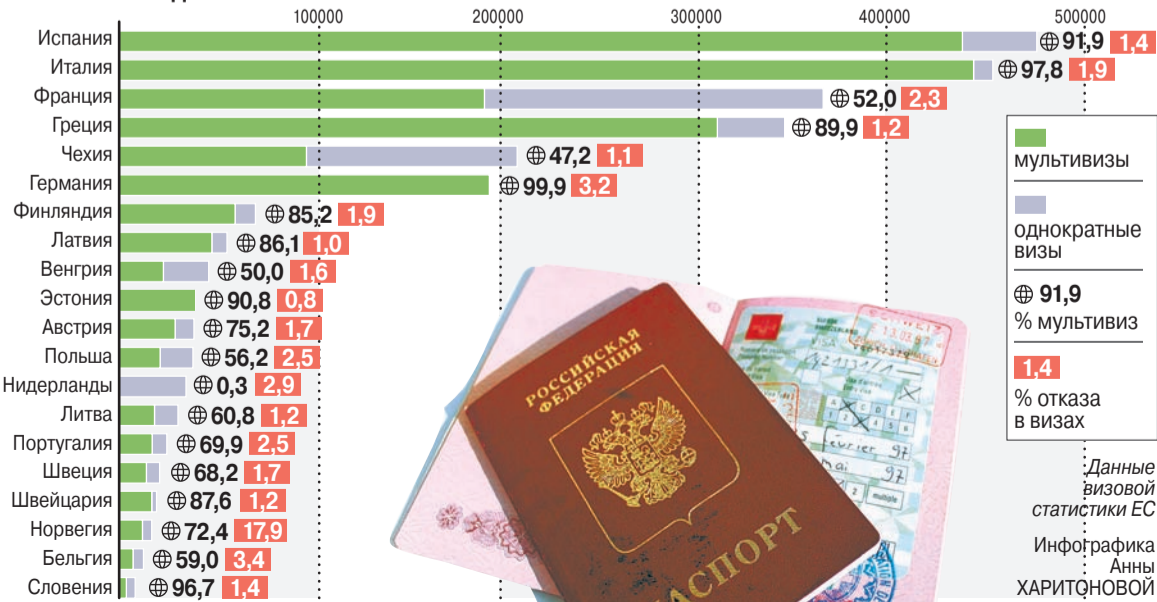 100000 200000 300000 400000 500000
Испания 91,9 1,4
Италия 97,8 1,9
Франция 52,0 2,3
Греция 89,9 1,2
Чехия 47,2 1,1
Германия 99,9 3,2
Финляндия 85,2 1,9
Латвия 86,1 1,0
Венгрия 50,0 1,6
Эстония 90,8 0,8
Австрия 75,2 1,7
Польша 56,2 2,5
Нидерланды 0,3 2,9
Литва 60,8 1,2
Португалия 69,9 2,5
Швеция 68,2 1,7
Швейцария 87,6 1,2
Норвегия 72,4 17,9
Бельгия 59,0 3,4
Словения 96,7 1,4
мультивизы
однократные
визы
91,9
% мультивиз
1,4
% отказа
в визах
Данные
визовой
статистики ЕС
Инфографика
Анны
ХАРИТОНОВОЙ
РОССИЙСКАЯ
ФЕДЕРАЦИЯ
VISA
février 97
mai 97
multiple